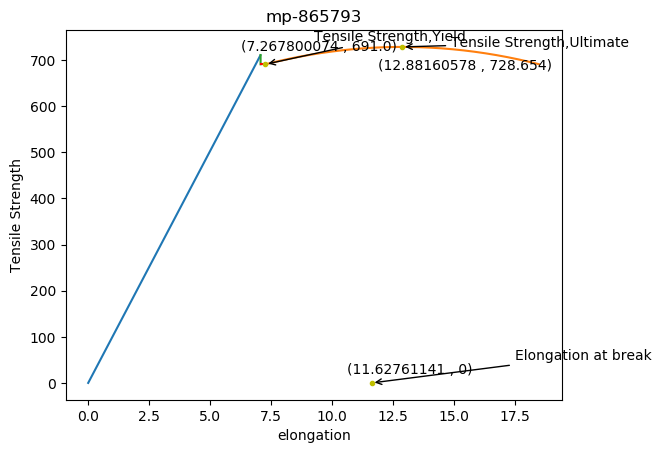 mp-865793
Tensile Strength,Yield
(7.267800074 , 691.0)
Tensile Strength,Ultimate
(12.88160578 , 728.654)
700
600
500
400
300
200
100
0
Tensile Strength
Elongation at break
(11.62761141 , 0)
0.0 2.5 5.0 7.5 10.0 12.5 15.0 17.5
elongation